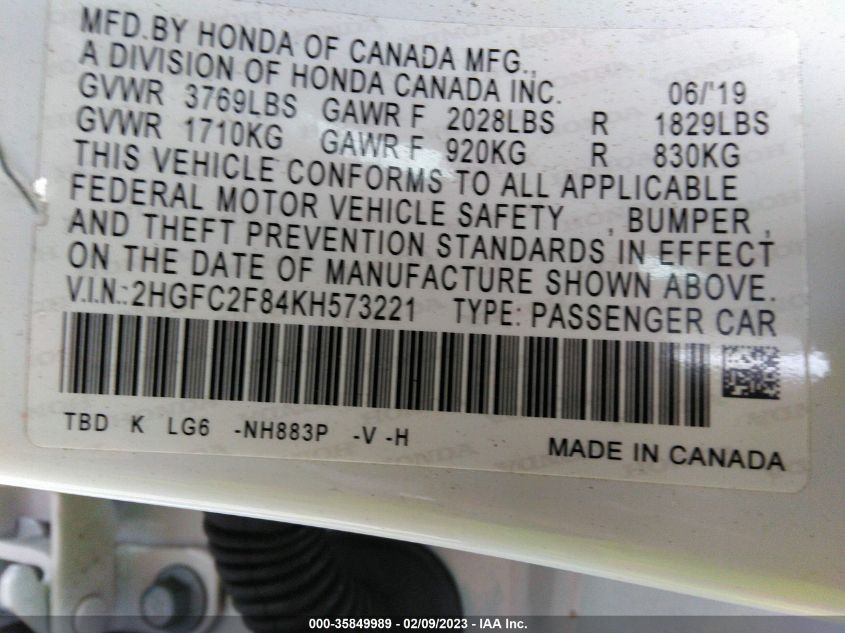 MFD.BY HONDA OF CANADA MFG.,
A DIVISION OF HONDA CANADA INC. 06/'19
GVWR 3769LBS GAWR F 2028LBS R 1829LBS
GVWR 1710KG GAWR F 920KG R 830KG
THIS VEHICLE CONFORMS TO ALL APPLICABLE
FEDERAL MOTOR VEHICLE SAFETY , BUMPER ,
AND THEFT PREVENTION STANDARDS IN EFFECT
ON THE DATE OF MANUFACTURE SHOWN ABOVE.
V.I.N.:2HGFC2F84KH573221 TYPE: PASSENGER CAR
TBD K LG6 -NH883P -V -H
MADE IN CANADA
000-35849989 - 02/09/2023 - IAA Inc.